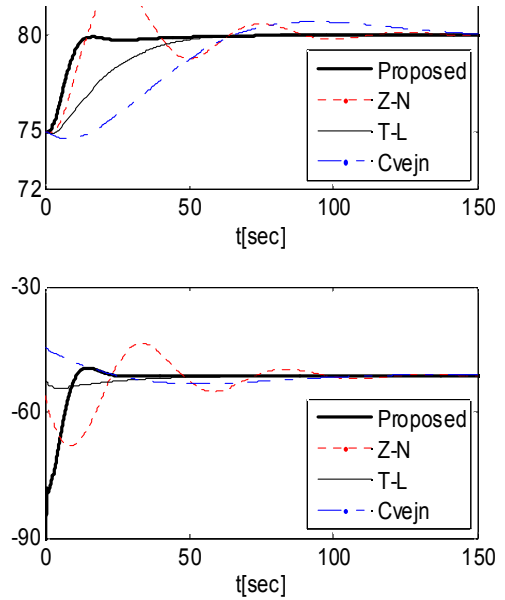 80
75
72
0
50
100
150
t[sec]
Proposed
Z-N
T-L
Cvejn
-30
-60
-90
0
50
100
150
t[sec]
Proposed
Z-N
T-L
Cvejn